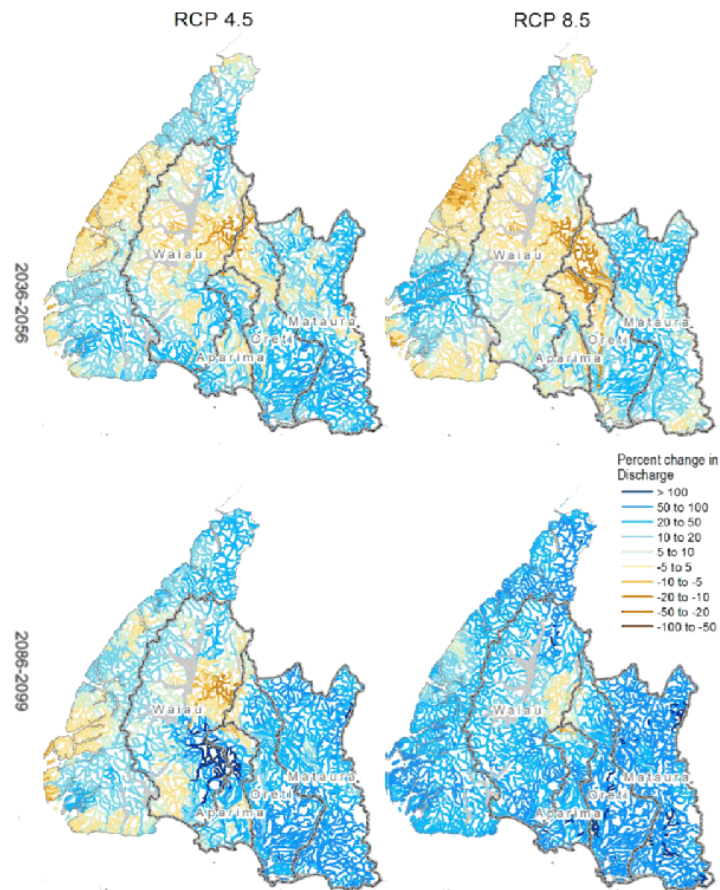 RCP 4.5
RCP 8.5
2036-2056
Waiau
Oreti
Mataura
Aparima
Waiau
Oreti
Mataura
Aparima
Percent change in
Discharge
> 100
50 to 100
20 to 50
10 to 20
5 to 10
-5 to 5
-10 to -5
-20 to -10
-50 to -20
-100 to -50
2086-2099
Waiau
Mataura
Oreti
Aparima
Waiau
Mataura
Oreti
Aparima